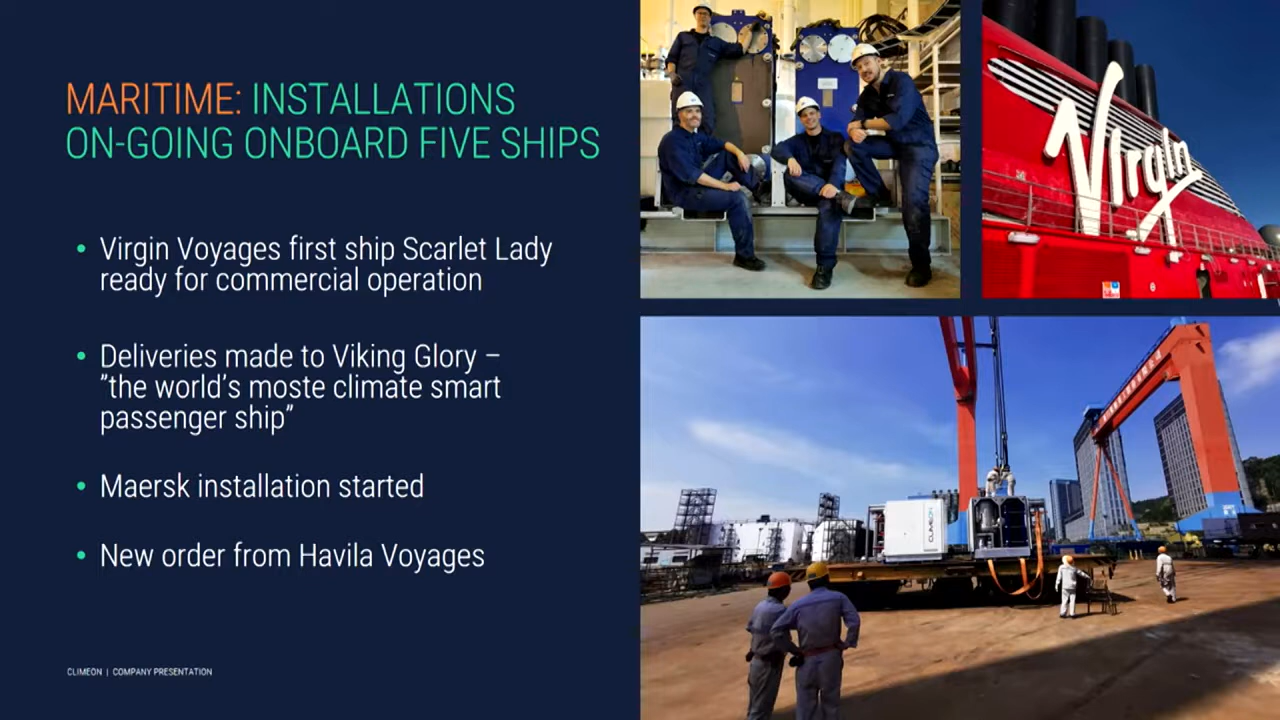 MARITIME: INSTALLATIONS
ON-GOING ONBOARD FIVE SHIPS
• Virgin Voyages first ship Scarlet Lady
ready for commercial operation
• Deliveries made to Viking Glory –
”the world’s moste climate smart
passenger ship”
• Maersk installation started
• New order from Havila Voyages
CLIMEON | COMPANY PRESENTATION
Virgin
CLIMEON